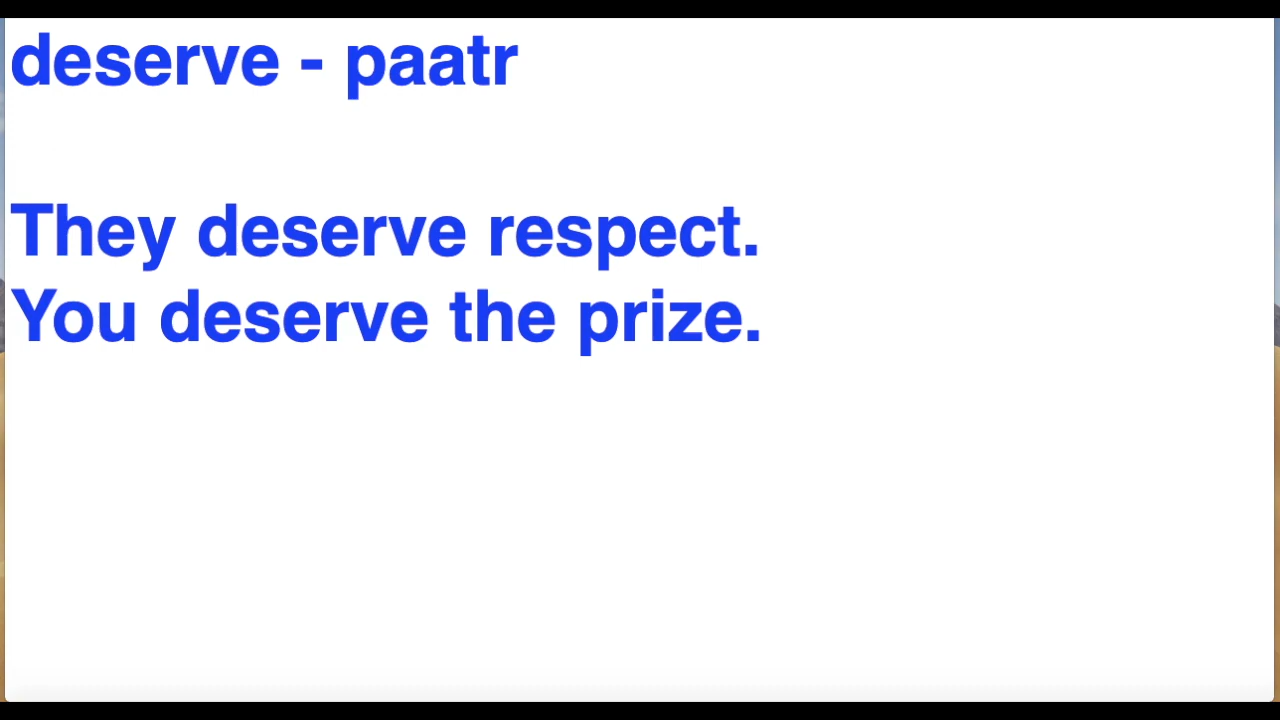 deserve - paatr
They deserve respect.
You deserve the prize.